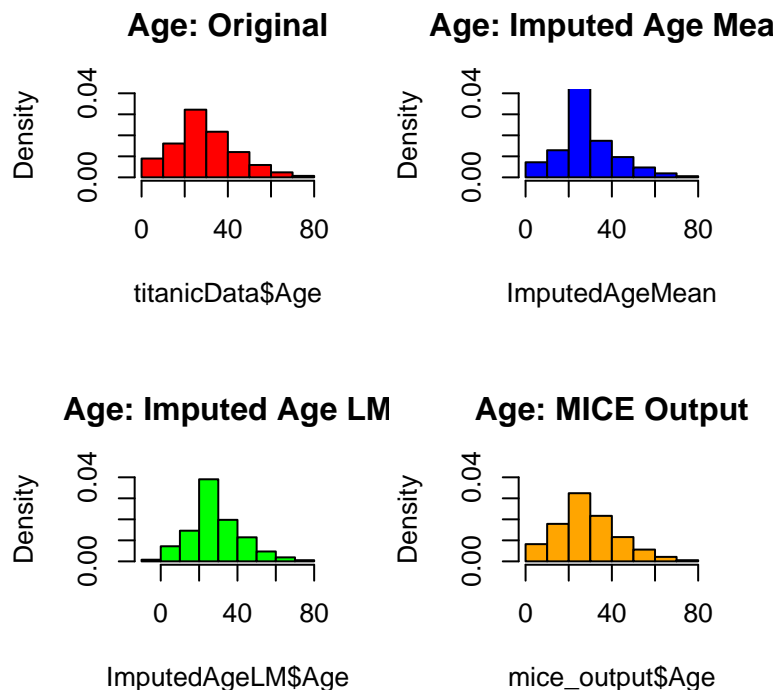 Age: Original
Density
0.00
0.04
0
40
80
titanicData$Age
Age: Imputed Age Mea
Density
0.00
0.04
0
40
80
ImputedAgeMean
Age: Imputed Age LM
Density
0.00
0.04
0
40
80
ImputedAgeLM$Age
Age: MICE Output
Density
0.00
0.04
0
40
80
mice_output$Age